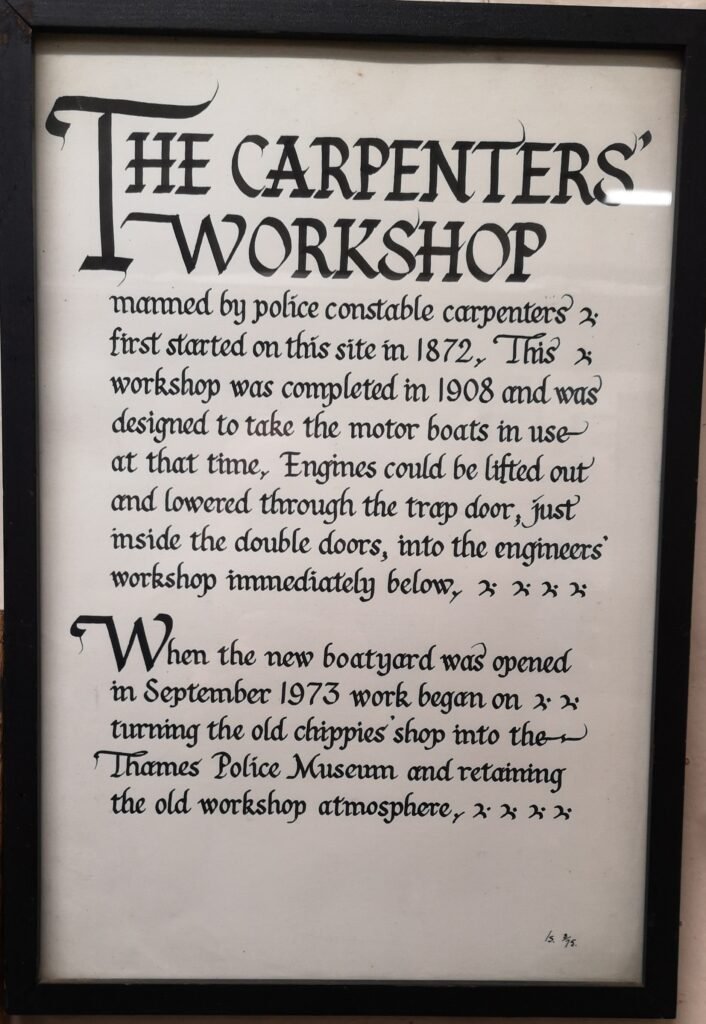 THE CARPENTERS'
WORKSHOP
manned by police constable carpenters
first started on this site in 1872. This
workshop was completed in 1908 and was
designed to take the motor boats in use
at that time. Engines could be lifted out
and lowered through the trap door, just
inside the double doors, into the engineers'
workshop immediately below.
When the new boatyard was opened
in September 1973 work began on
turning the old chippies' shop into the
Thames Police Museum and retaining
the old workshop atmosphere.